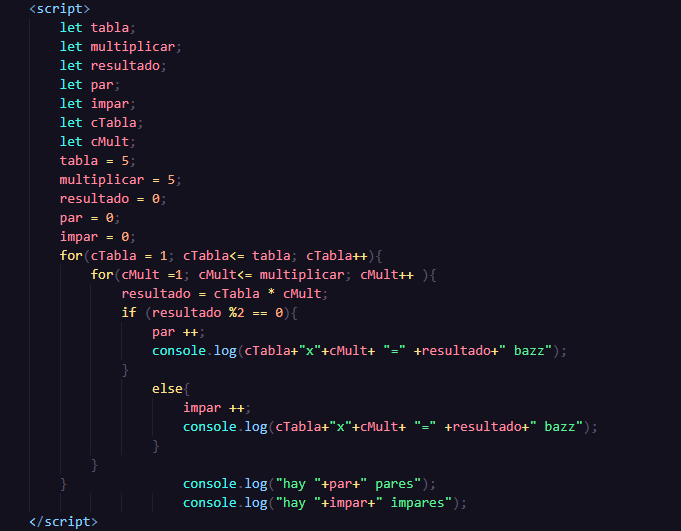 <script>
let tabla;
let multiplicar;
let resultado;
let par;
let impar;
let cTabla;
let cMult;
tabla = 5;
multiplicar = 5;
resultado = 0;
par = 0;
impar = 0;
for(cTabla = 1; cTabla<= tabla; cTabla++){
for(cMult =1; cMult<= multiplicar; cMult++ ){
resultado = cTabla * cMult;
if (resultado %2 == 0){
par ++;
console.log(cTabla+"x"+cMult+ "=" +resultado+" bazz");
}
else{
impar ++;
console.log(cTabla+"x"+cMult+ "=" +resultado+" bazz");
}
}
} console.log("hay "+par+" pares");
console.log("hay "+impar+" impares");
</script>